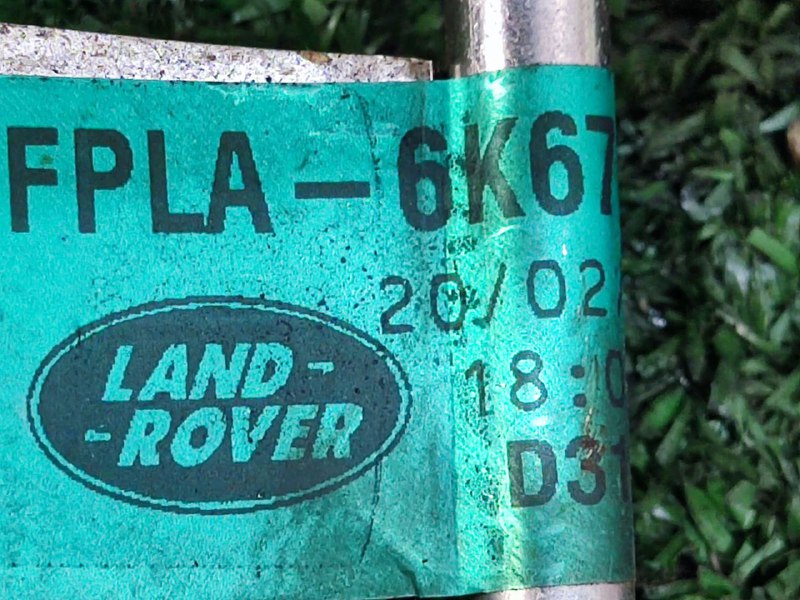 FPLA-6K67
20/02/
18:0
D31
LAND-
-ROVER